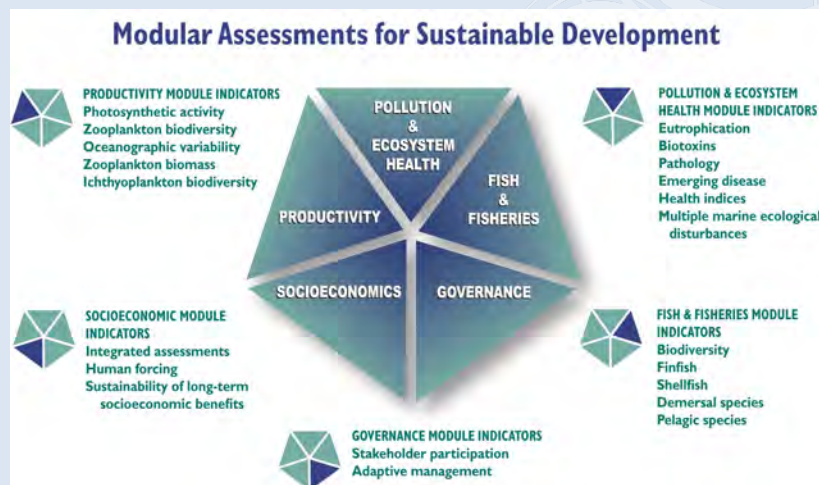 Modular Assessments for Sustainable Development
PRODUCTIVITY MODULE INDICATORS
Photosynthetic activity
Zooplankton biodiversity
Oceanographic variability
Zooplankton biomass
Ichthyoplankton biodiversity
POLLUTION
&
ECOSYSTEM
HEALTH
FISH
&
FISHERIES
PRODUCTIVITY
SOCIOECONOMICS
GOVERNANCE
POLLUTION & ECOSYSTEM
HEALTH MODULE INDICATORS
Eutrophication
Biotoxins
Pathology
Emerging disease
Health indices
Multiple marine ecological
disturbances
SOCIOECONOMIC MODULE
INDICATORS
Integrated assessments
Human forcing
Sustainability of long-term
socioeconomic benefits
FISH & FISHERIES MODULE
INDICATORS
Biodiversity
Finfish
Shellfish
Demersal species
Pelagic species
GOVERNANCE MODULE INDICATORS
Stakeholder participation
Adaptive management